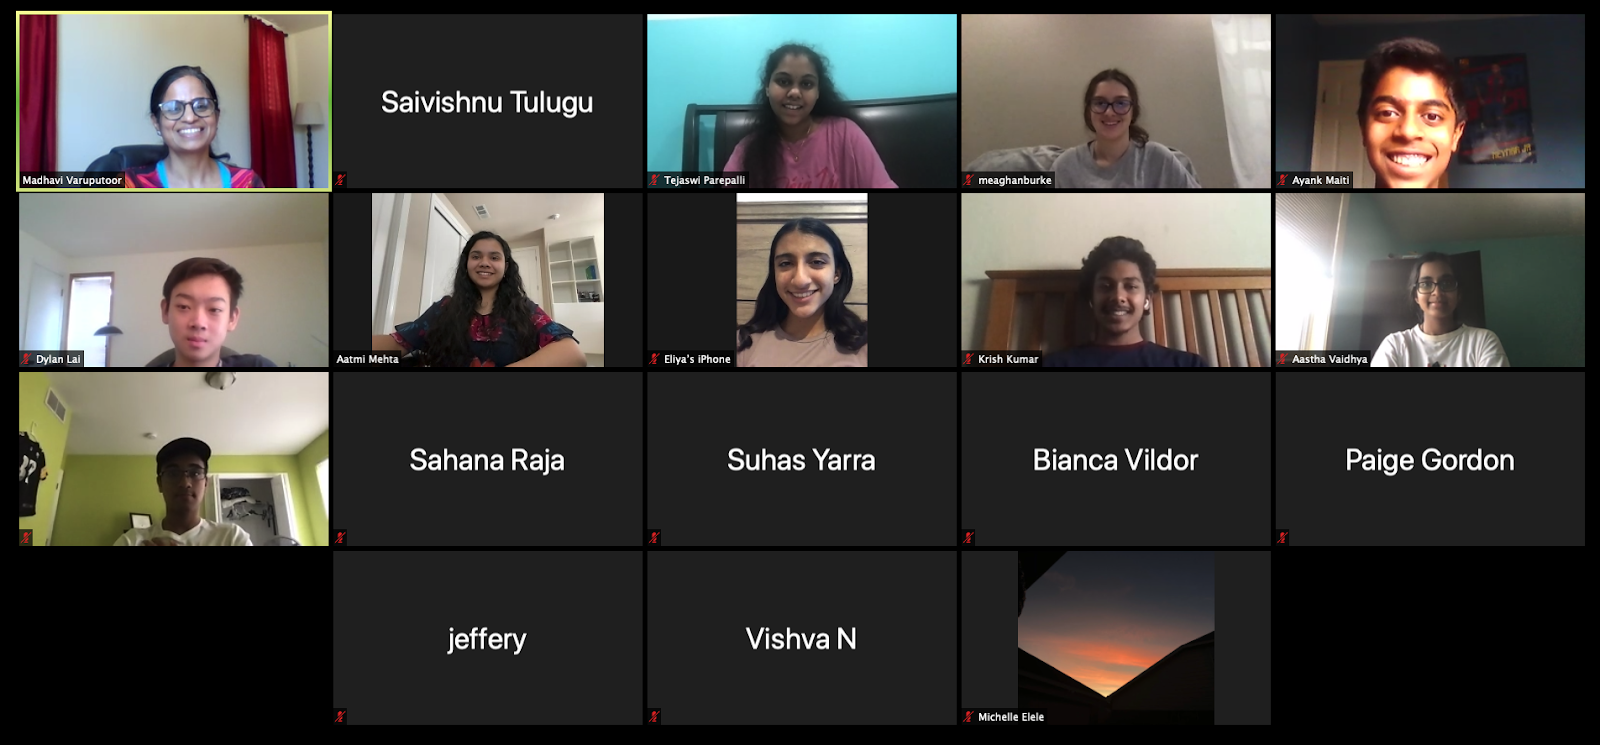 Madhavi Varuputoor
Saivishnu Tulugu
Tejaswi Parepalli
meaghanburke
Ayank Maiti
Dylan Lai
Aatmi Mehta
Eliya's iPhone
Krish Kumar
Aastha Vaidhya
Sahana Raja
Suhas Yarra
Bianca Vildor
Paige Gordon
jeffery
Vishva N
Michelle Elele